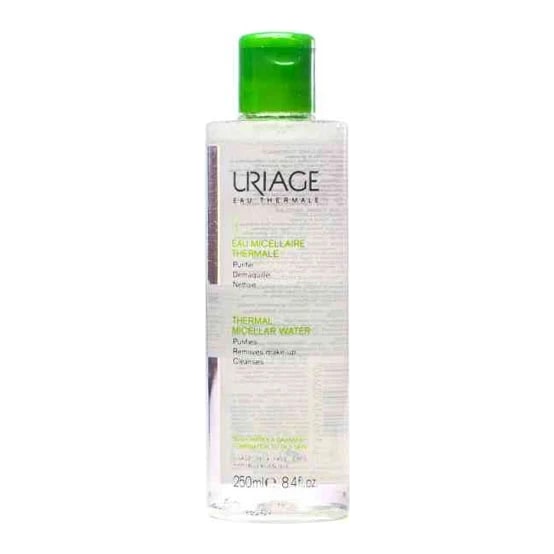 URIAGE
EAU THERMALE
EAU MICELLAIRE
THERMALE
Purifie
Démaquille
Nettoie
THERMAL
MICELLAR WATER
Purifies
Removes make-up
Cleanses
250ml e 8.4fl.oz.